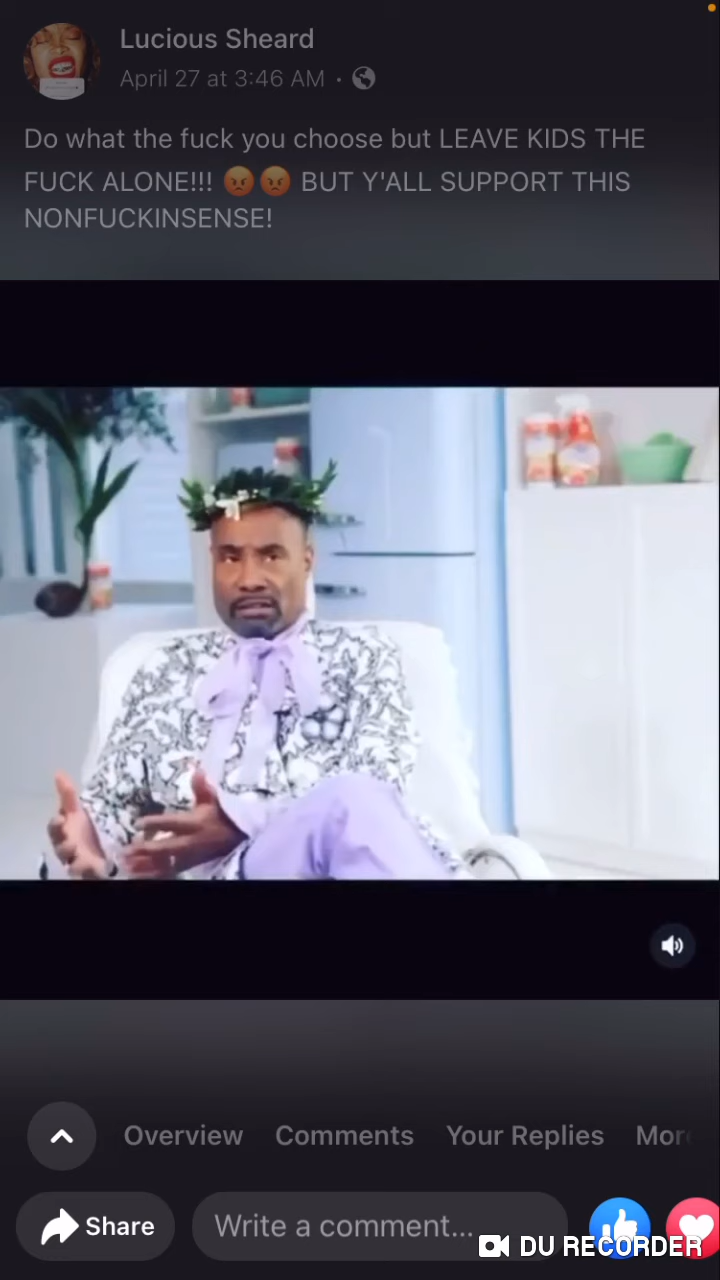 Lucious Sheard
April 27 at 3:46 AM ·
Do what the fuck you choose but LEAVE KIDS THE
FUCK ALONE!!! 😡😡 BUT Y'ALL SUPPORT THIS
NONFUCKINSENSE!
Overview Comments Your Replies Mor
Share Write a comment...
DU RECORDER